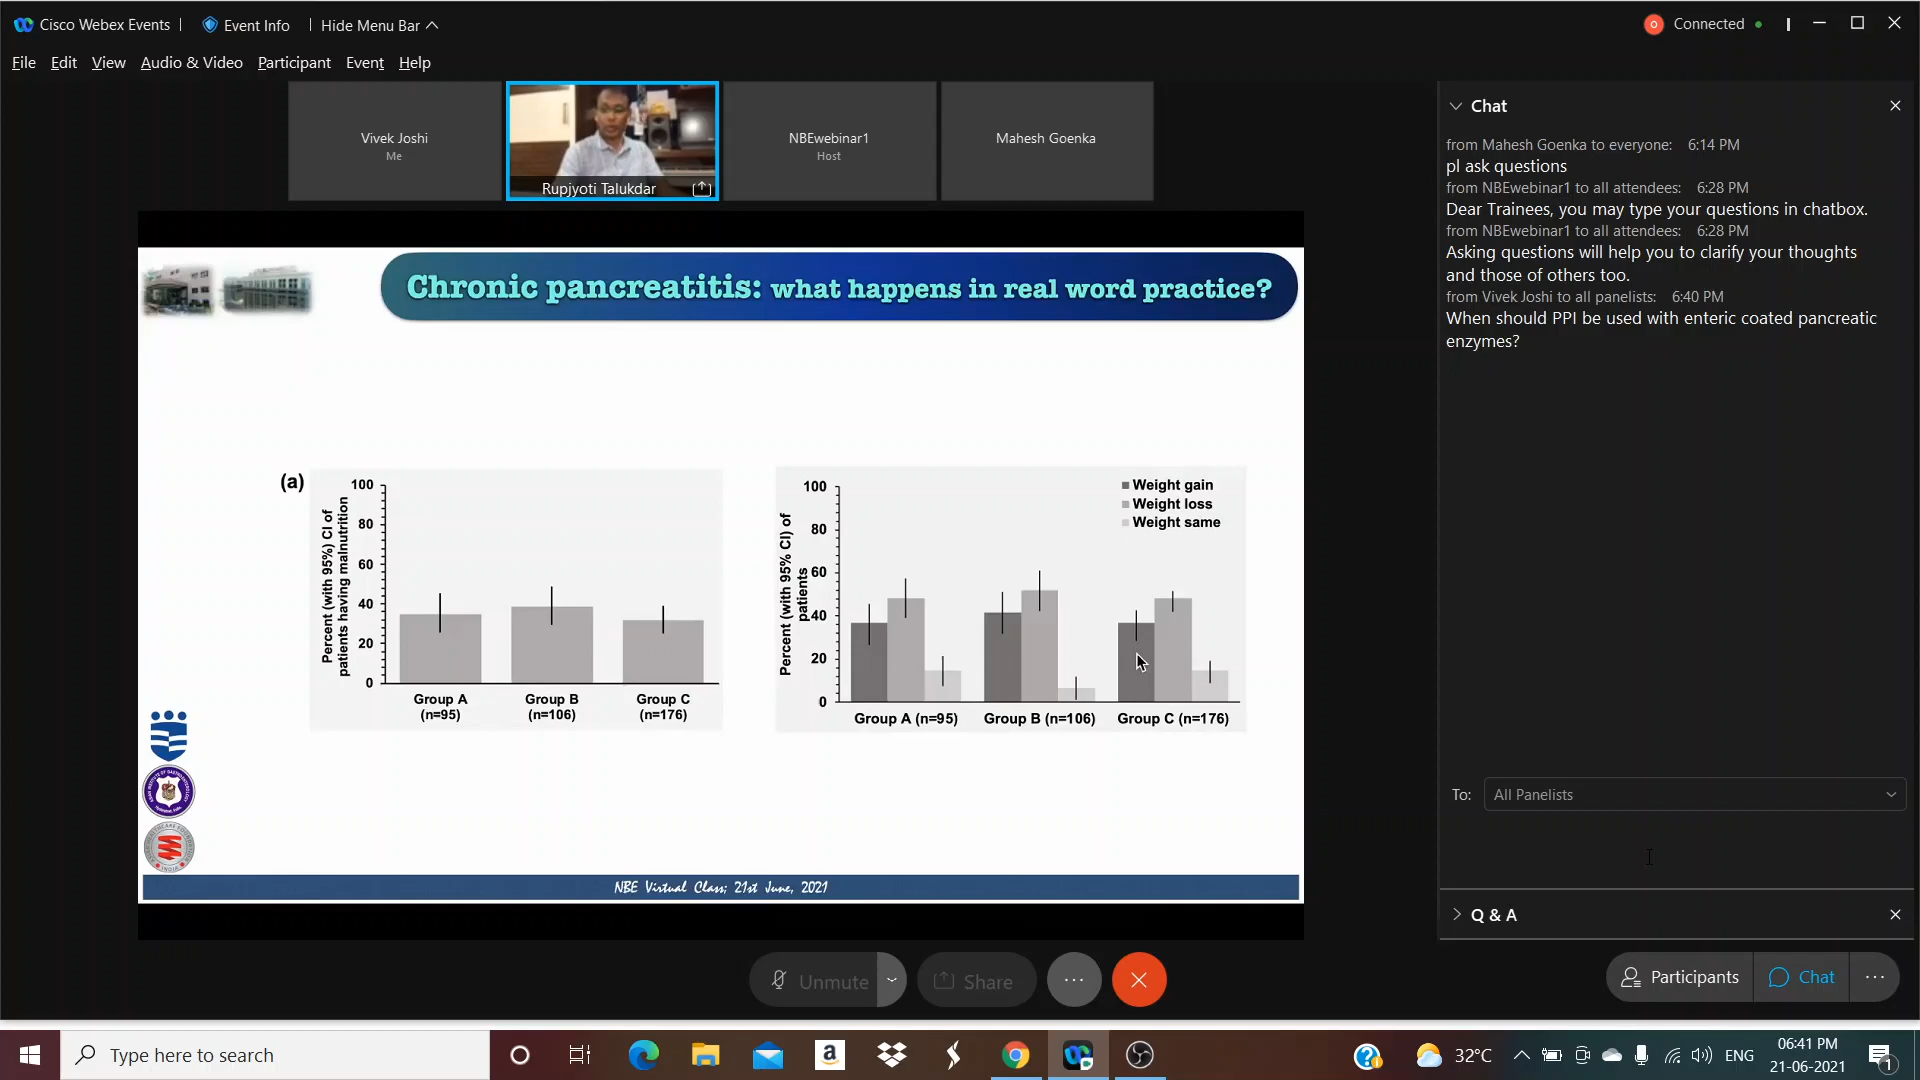 Cisco Webex Events
Event Info
Hide Menu Bar
Connected
File Edit View Audio & Video Participant Event Help
Vivek Joshi
Me
Rupjyoti Talukdar
NBEwebinar1
Host
Mahesh Goenka
Chat
from Mahesh Goenka to everyone: 6:14 PM
pl ask questions
from NBEwebinar1 to all attendees: 6:28 PM
Dear Trainees, you may type your questions in chatbox.
from NBEwebinar1 to all attendees: 6:28 PM
Asking questions will help you to clarify your thoughts
and those of others too.
from Vivek Joshi to all panelists: 6:40 PM
When should PPI be used with enteric coated pancreatic
enzymes?
Chronic pancreatitis: what happens in real word practice?
(a)
Percent (with 95%) CI of
patients having malnutrition
100
80
60
40
20
0
Group A
(n=95)
Group B
(n=106)
Group C
(n=176)
Percent (with 95% CI) of
patients
100
80
60
40
20
0
Weight gain
Weight loss
Weight same
Group A (n=95)
Group B (n=106)
Group C (n=176)
NBE Virtual Class; 21st June, 2021
To: All Panelists
Q & A
Unmute
Share
Participants
Chat
Type here to search
32°C
ENG
06:41 PM
21-06-2021
1